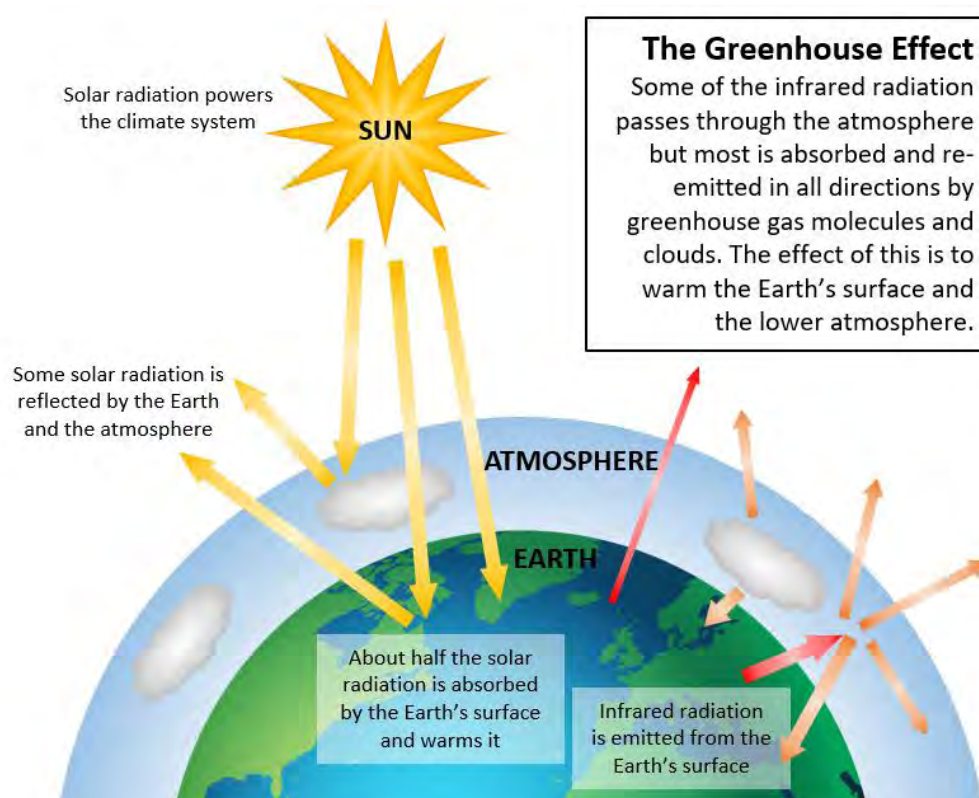 The Greenhouse Effect
Some of the infrared radiation
passes through the atmosphere
but most is absorbed and re-
emitted in all directions by
greenhouse gas molecules and
clouds. The effect of this is to
warm the Earth's surface and
the lower atmosphere.
Solar radiation powers
the climate system
SUN
Some solar radiation is
reflected by the Earth
and the atmosphere
ATMOSPHERE
EARTH
About half the solar
radiation is absorbed
by the Earth's surface
and warms it
Infrared radiation
is emitted from the
Earth's surface